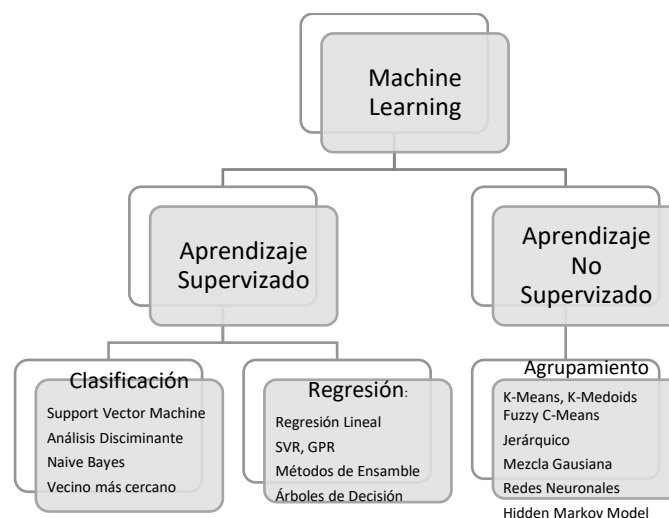 Machine
Learning
Aprendizaje
Supervizado
Aprendizaje
No
Supervizado
Clasificación
Support Vector Machine
Análisis Disciminante
Naive Bayes
Vecino más cercano
Regresión:
Regresión Lineal
SVR, GPR
Métodos de Ensamble
Árboles de Decisión
Agrupamiento
K-Means, K-Medoids
Fuzzy C-Means
Jerárquico
Mezcla Gausiana
Redes Neuronales
Hidden Markov Model